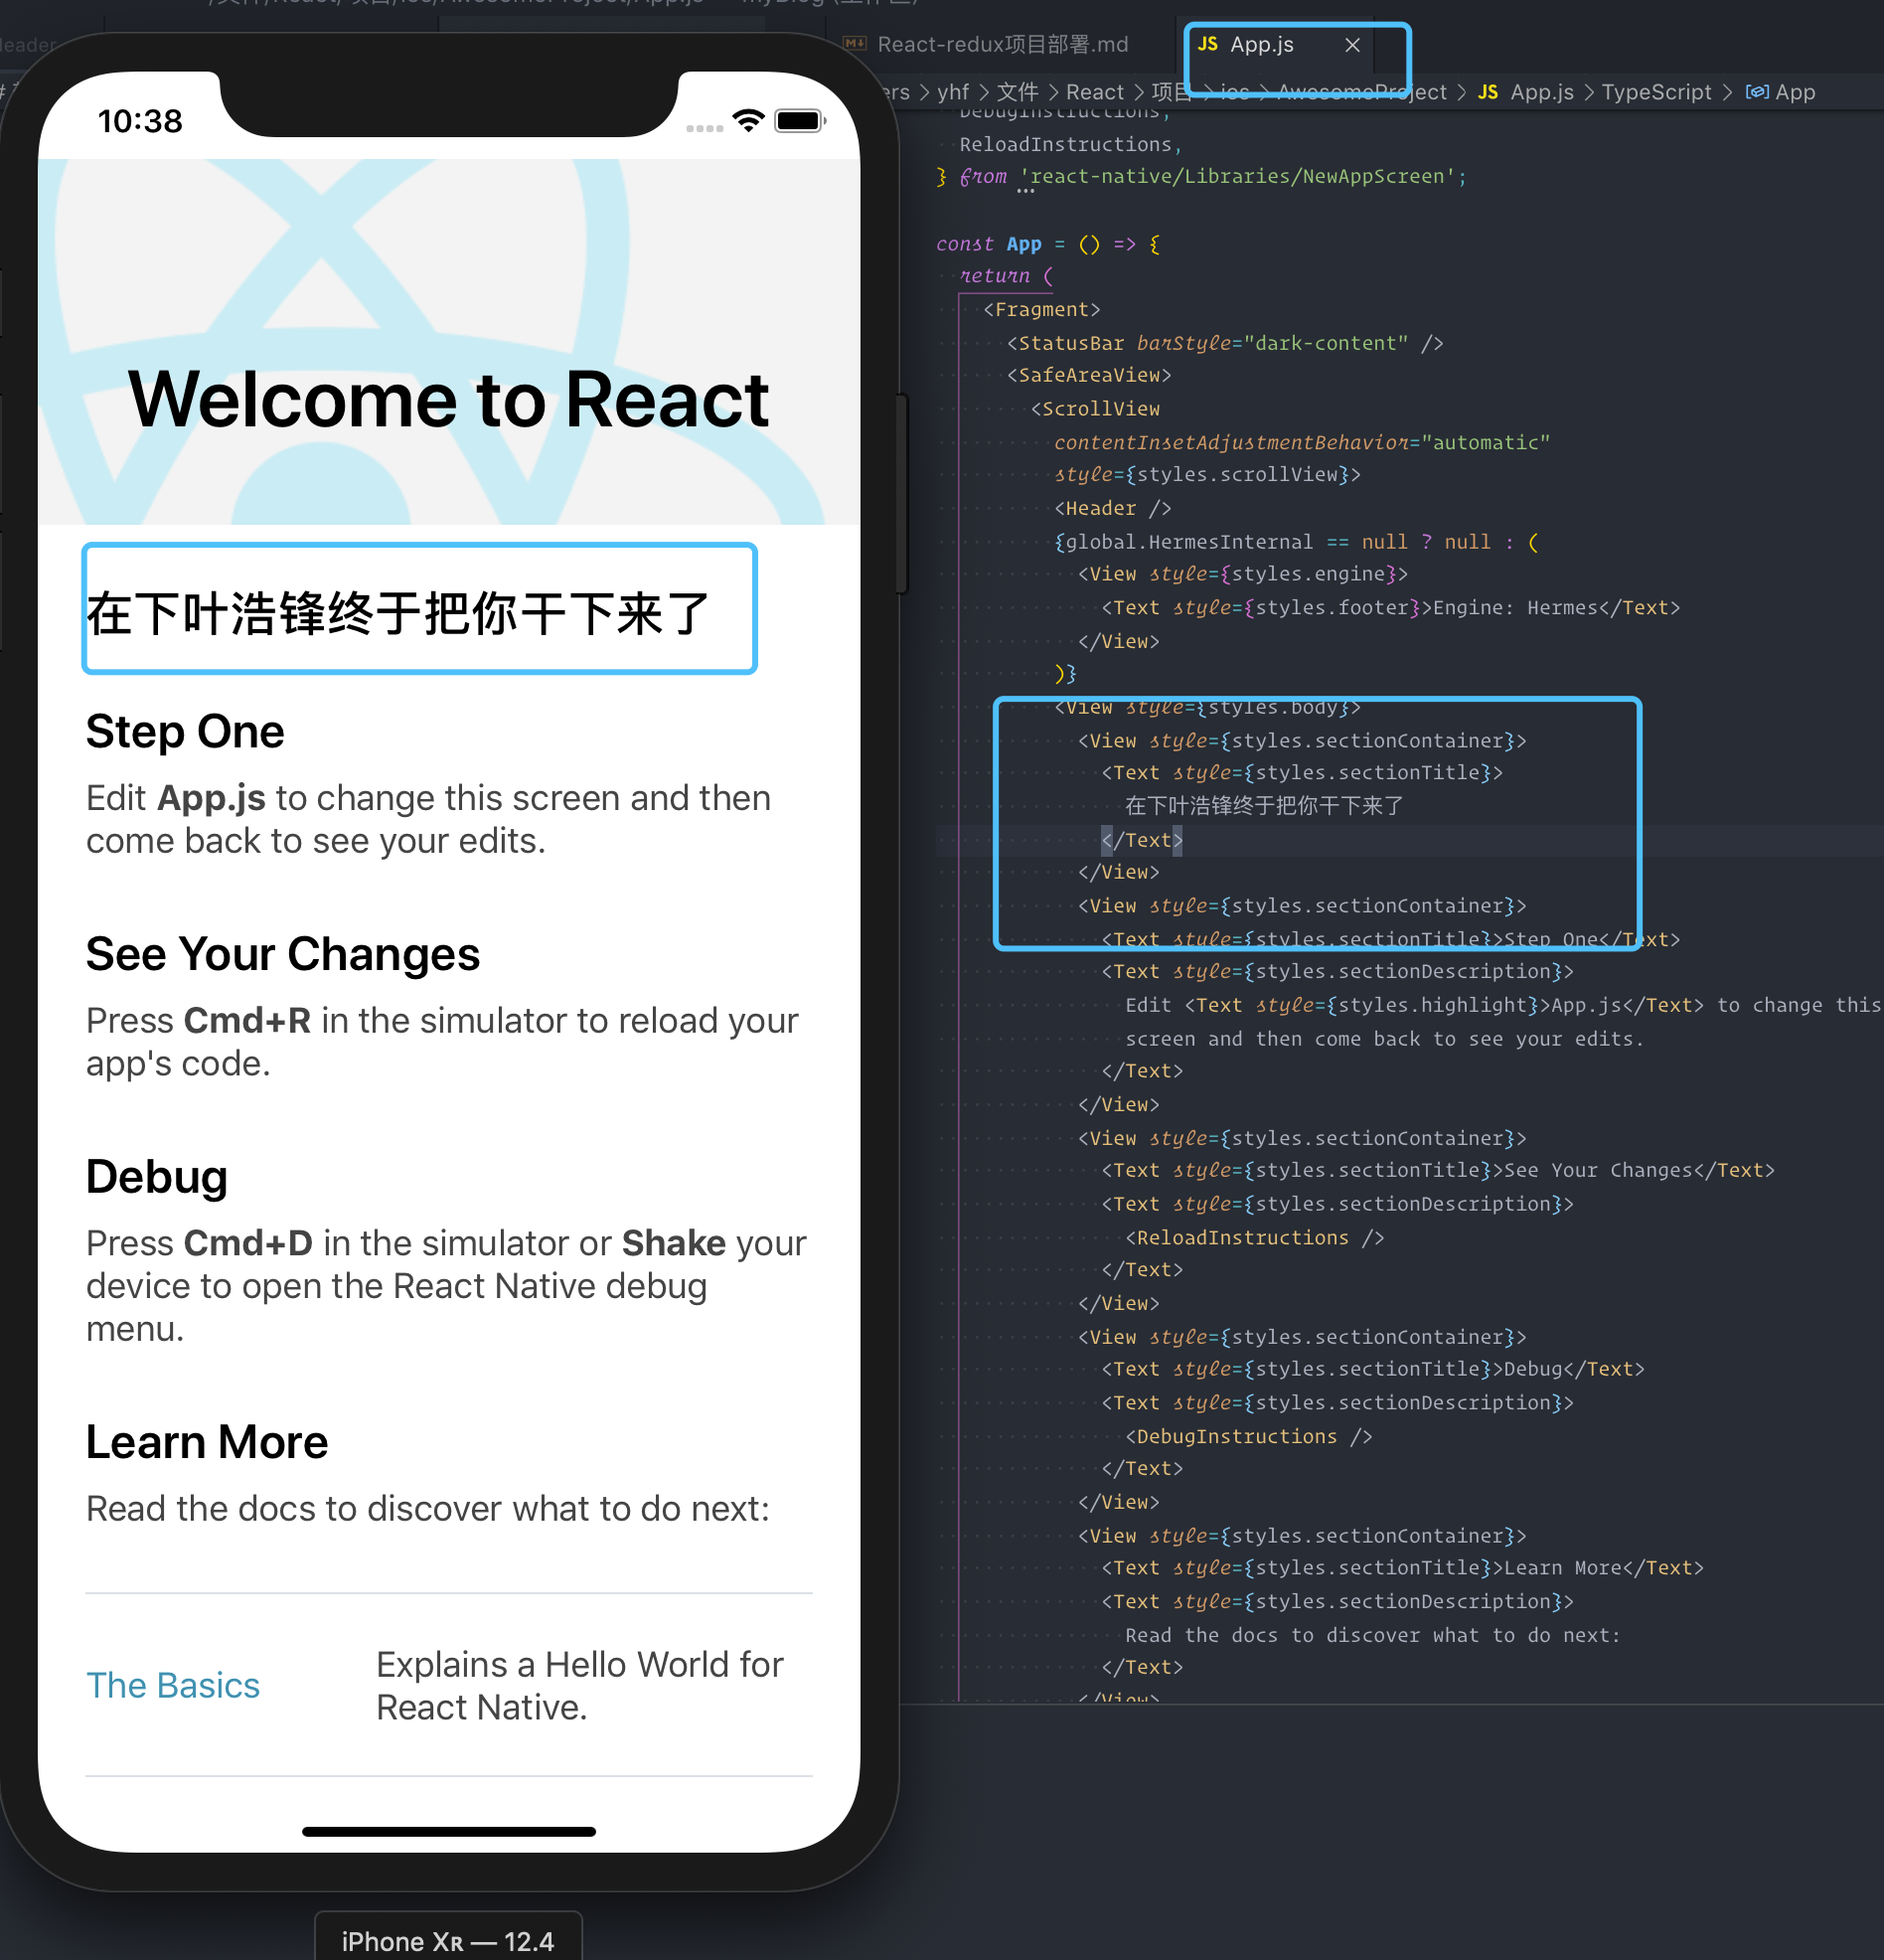 10:38
Welcome to React
在下叶浩锋终于把你干下来了
Step One
Edit App.js to change this screen and then
come back to see your edits.
See Your Changes
Press Cmd+R in the simulator to reload your
app's code.
Debug
Press Cmd+D in the simulator or Shake your
device to open the React Native debug
menu.
Learn More
Read the docs to discover what to do next:
The Basics
Explains a Hello World for
React Native.
iPhone XR — 12.4
React-redux项目部署.md
JS App.js
yhf > 文件 > React > 项目 > ios > AwesomeProject > JS App.js > TypeScript > App
DebugInstructions,
ReloadInstructions,
} from 'react-native/Libraries/NewAppScreen';
const App = () => {
return (
<Fragment>
<StatusBar barStyle="dark-content" />
<SafeAreaView>
<ScrollView
contentInsetAdjustmentBehavior="automatic"
style={styles.scrollView}>
<Header />
{global.HermesInternal == null ? null : (
<View style={styles.engine}>
<Text style={styles.footer}>Engine: Hermes</Text>
</View>
)}
<View style={styles.body}>
<View style={styles.sectionContainer}>
<Text style={styles.sectionTitle}>
在下叶浩锋终于把你干下来了
</Text>
</View>
<View style={styles.sectionContainer}>
<Text style={styles.sectionTitle}>Step One</Text>
<Text style={styles.sectionDescription}>
Edit <Text style={styles.highlight}>App.js</Text> to change this
screen and then come back to see your edits.
</Text>
</View>
<View style={styles.sectionContainer}>
<Text style={styles.sectionTitle}>See Your Changes</Text>
<Text style={styles.sectionDescription}>
<ReloadInstructions />
</Text>
</View>
<View style={styles.sectionContainer}>
<Text style={styles.sectionTitle}>Debug</Text>
<Text style={styles.sectionDescription}>
<DebugInstructions />
</Text>
</View>
<View style={styles.sectionContainer}>
<Text style={styles.sectionTitle}>Learn More</Text>
<Text style={styles.sectionDescription}>
Read the docs to discover what to do next:
</Text>
</View>